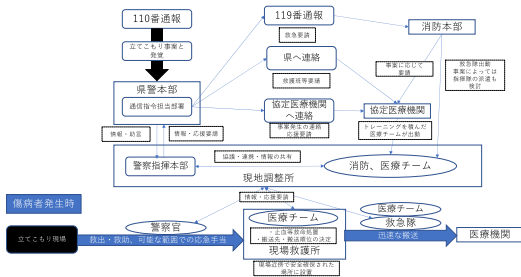 110番通報
119番通報
消防本部
救急要請
立てこもり事案と
発覚
県へ連絡
救護班等要請
事案に応じて
要請
救急隊出動
事案によっては
指揮隊の派遣も
検討
県警本部
通信指令担当部署
協定医療機関
へ連絡
事案発生の連絡
応援要請
協定医療機関
トレーニングを積んだ
医療チームが出動
情報・助言
情報・応援要請
協議・連携・情報の共有
警察指揮本部
消防、医療チーム
現地調整所
情報・応援要請
傷病者発生時
警察官
医療チーム
・止血等救命処置
・搬送先・搬送順位の決定
現場救護所
現場近隣で安全確保された
場所に設置
医療チーム
救急隊
迅速な搬送
立てこもり現場
救出・救助、可能な範囲での応急手当
医療機関